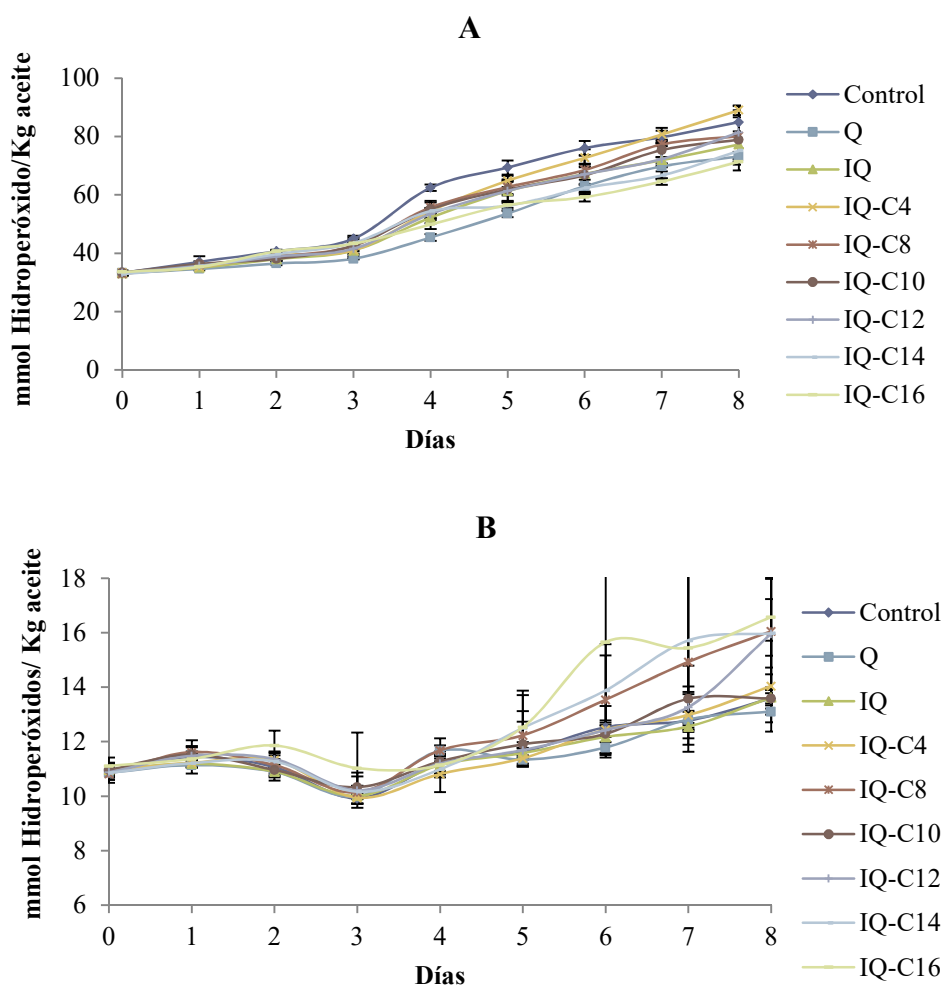 A
mmol Hidroperóxido/Kg aceite
100
80
60
40
20
0
0 1 2 3 4 5 6 7 8
Días
Control
Q
IQ
IQ-C4
IQ-C8
IQ-C10
IQ-C12
IQ-C14
IQ-C16
B
mmol Hidroperóxidos/ Kg aceite
18
16
14
12
10
8
6
0 1 2 3 4 5 6 7 8
Días
Control
Q
IQ
IQ-C4
IQ-C8
IQ-C10
IQ-C12
IQ-C14
IQ-C16